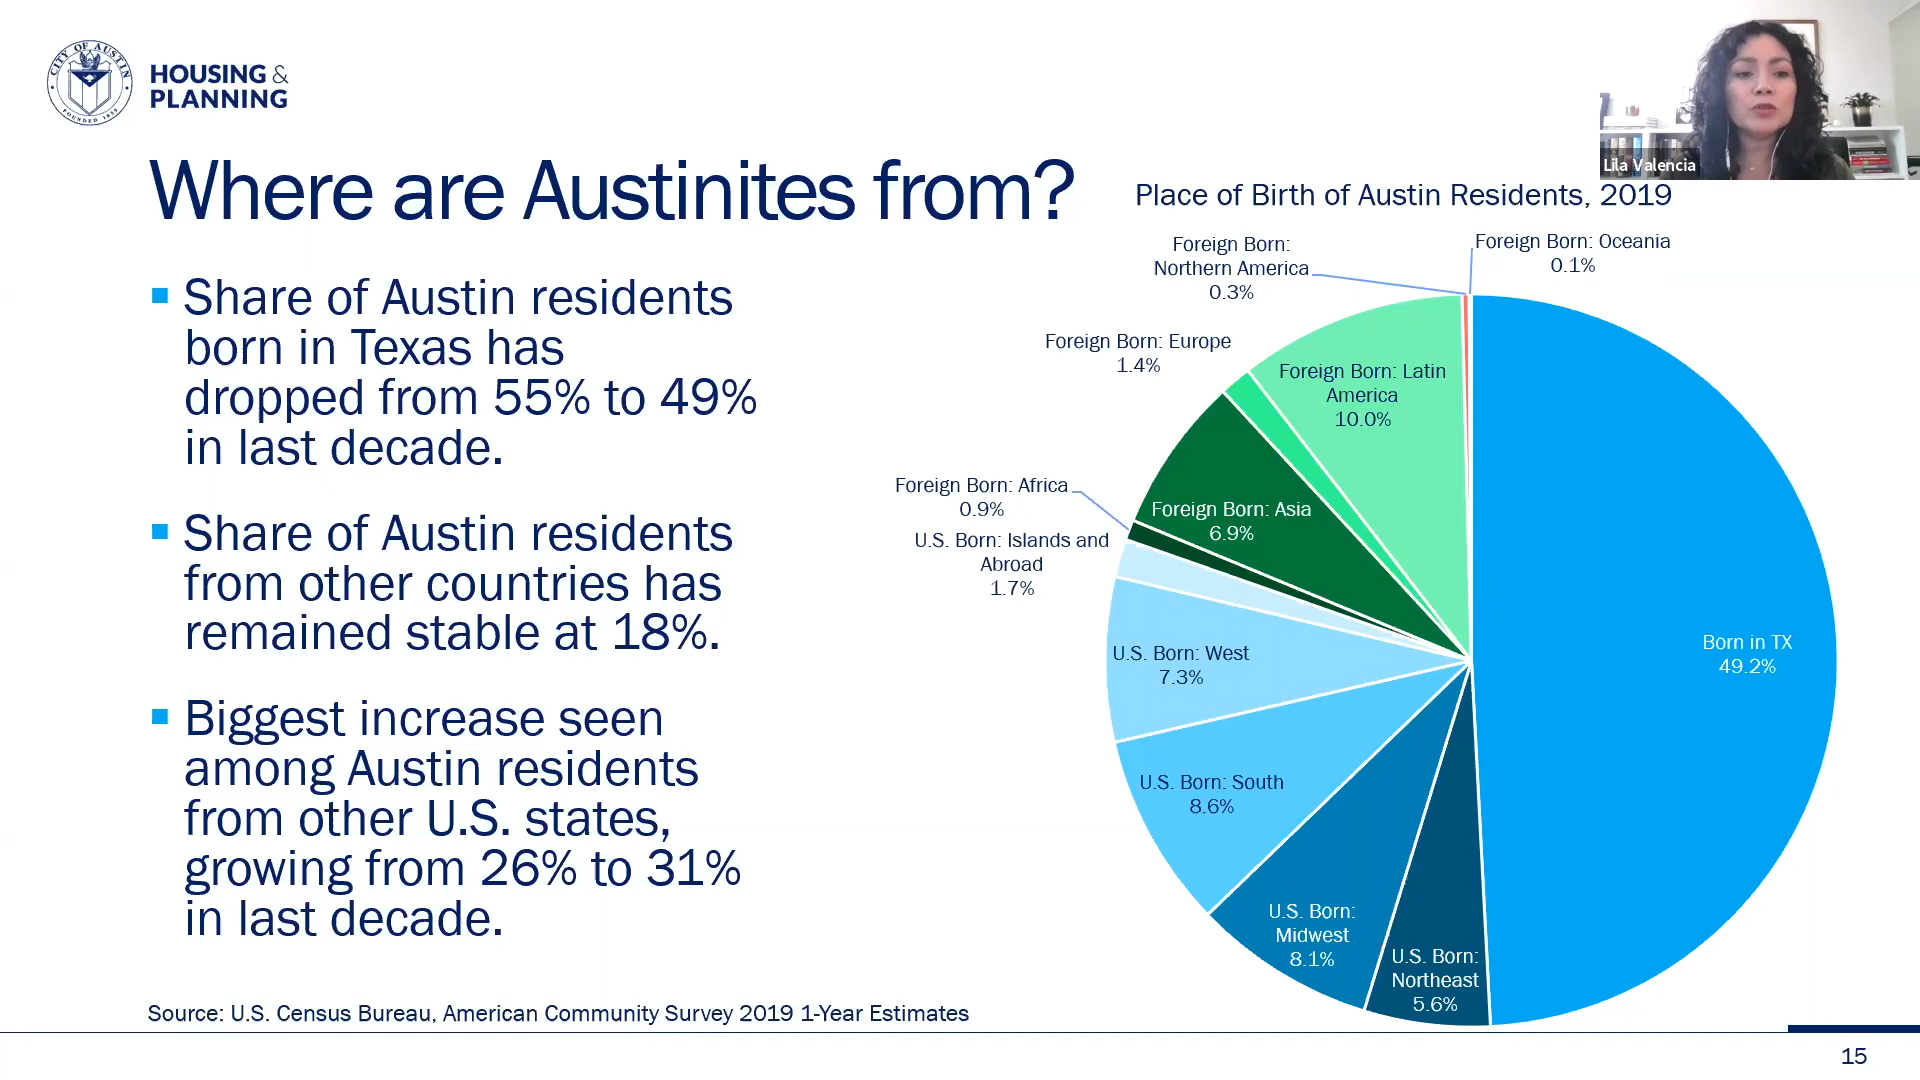 CITY OF AUSTIN
FOUNDED 1839
HOUSING &
PLANNING
Lila Valencia
Where are Austinites from?
Share of Austin residents
born in Texas has
dropped from 55% to 49%
in last decade.
Share of Austin residents
from other countries has
remained stable at 18%.
Biggest increase seen
among Austin residents
from other U.S. states,
growing from 26% to 31%
in last decade.
Source: U.S. Census Bureau, American Community Survey 2019 1-Year Estimates
Place of Birth of Austin Residents, 2019
Foreign Born:
Northern America
0.3%
Foreign Born: Oceania
0.1%
Foreign Born: Europe
1.4%
Foreign Born: Latin
America
10.0%
Foreign Born: Africa
0.9%
Foreign Born: Asia
6.9%
U.S. Born: Islands and
Abroad
1.7%
U.S. Born: West
7.3%
Born in TX
49.2%
U.S. Born: South
8.6%
U.S. Born:
Midwest
8.1%
U.S. Born:
Northeast
5.6%
15